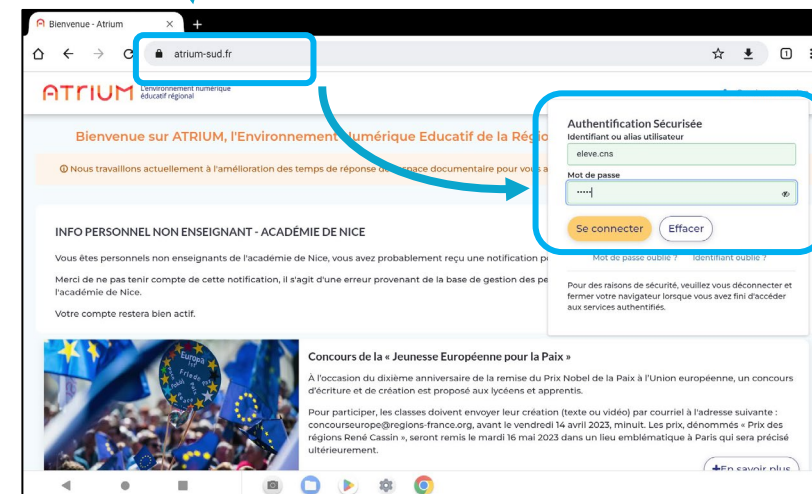 Bienvenue - Atrium
atrium-sud.fr
1
ATRIUM
L'environnement numérique
éducatif régional
Bienvenue sur ATRIUM, l'Environnement Numérique Educatif de la Régio
Nous travaillons actuellement à l'amélioration des temps de réponse de espace documentaire pour vous a
Authentification Sécurisée
Identifiant ou alias utilisateur
eleve.cns
Mot de passe
•••••
Se connecter
Effacer
Mot de passe oublié ? Identifiant oublié ?
Pour des raisons de sécurité, veuillez vous déconnecter et
fermer votre navigateur lorsque vous avez fini d'accéder
aux services authentifiés.
INFO PERSONNEL NON ENSEIGNANT - ACADÉMIE DE NICE
Vous êtes personnels non enseignants de l'académie de Nice, vous avez probablement reçu une notification p
Merci de ne pas tenir compte de cette notification, il s'agit d'une erreur provenant de la base de gestion des pe
l'académie de Nice.
Votre compte restera bien actif.
Europa
Friede
Concours de la « Jeunesse Européenne pour la Paix »
À l'occasion du dixième anniversaire de la remise du Prix Nobel de la Paix à l'Union européenne, un concours
d'écriture et de création est proposé aux lycéens et apprentis.
Pour participer, les classes doivent envoyer leur création (texte ou vidéo) par courriel à l'adresse suivante :
concourseurope@regions-france.org, avant le vendredi 14 avril 2023, minuit. Les prix, dénommés « Prix des
régions René Cassin », seront remis le mardi 16 mai 2023 dans un lieu emblématique à Paris qui sera précisé
ultérieurement.
+En savoir plus